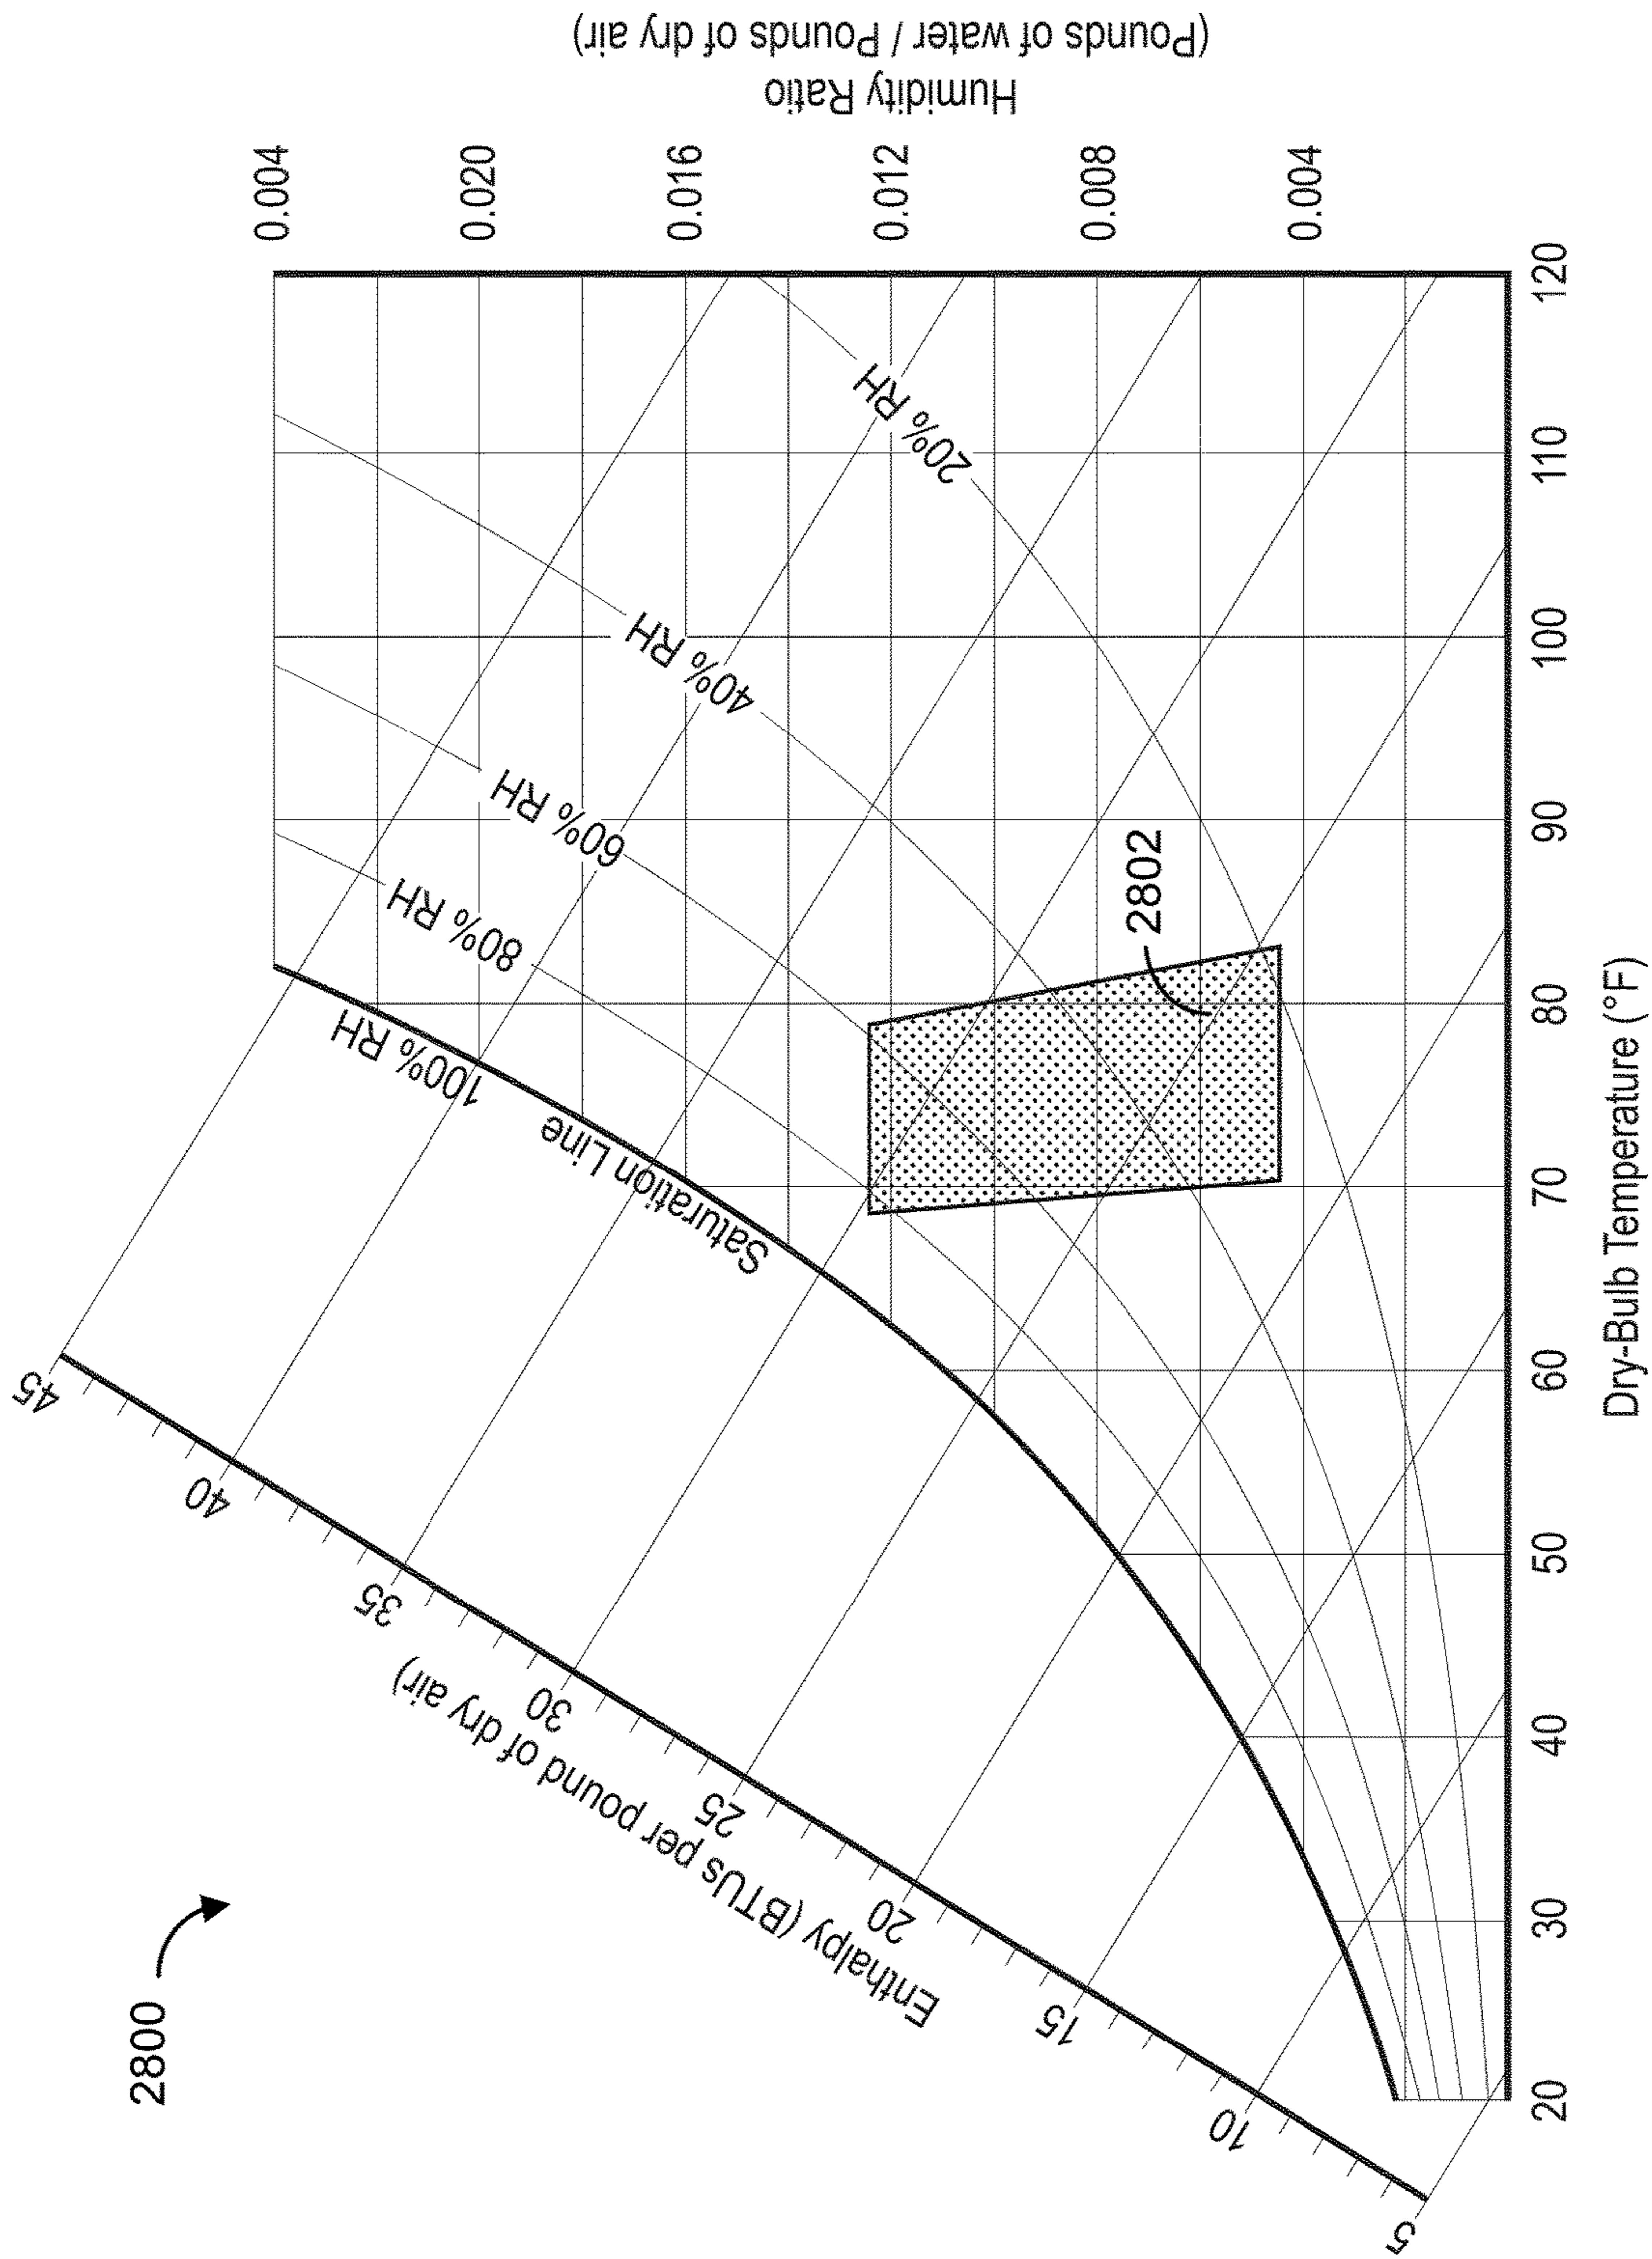 2800
Enthalpy (BTUs per pound of dry air)
5
10
15
20
25
30
35
40
45
Saturation Line
100% RH
80% RH
60% RH
40% RH
20% RH
2802
0.004
0.020
0.016
0.012
0.008
0.004
Humidity Ratio
(Pounds of water / Pounds of dry air)
20
30
40
50
60
70
80
90
100
110
120
Dry-Bulb Temperature (°F)